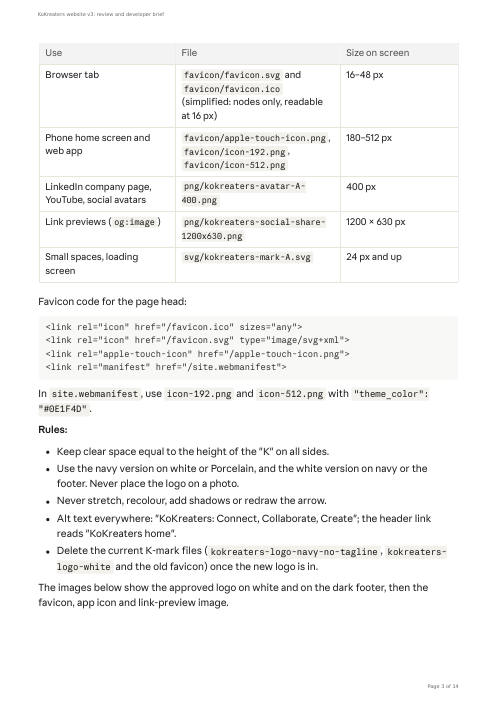 KoKreaters website v3: review and developer brief
Use File Size on screen
Browser tab favicon/favicon.svg and 16–48 px
favicon/favicon.ico
(simplified: nodes only, readable
at 16 px)
Phone home screen and favicon/apple-touch-icon.png, 180–512 px
web app favicon/icon-192.png,
favicon/icon-512.png
LinkedIn company page, png/kokreaters-avatar-A- 400 px
YouTube, social avatars 400.png
Link previews (og:image) png/kokreaters-social-share- 1200 × 630 px
1200x630.png
Small spaces, loading svg/kokreaters-mark-A.svg 24 px and up
screen
Favicon code for the page head:
<link rel="icon" href="/favicon.ico" sizes="any">
<link rel="icon" href="/favicon.svg" type="image/svg+xml">
<link rel="apple-touch-icon" href="/apple-touch-icon.png">
<link rel="manifest" href="/site.webmanifest">
In site.webmanifest, use icon-192.png and icon-512.png with "theme_color":
"#0E1F4D".
Rules:
• Keep clear space equal to the height of the "K" on all sides.
• Use the navy version on white or Porcelain, and the white version on navy or the
footer. Never place the logo on a photo.
• Never stretch, recolour, add shadows or redraw the arrow.
• Alt text everywhere: "KoKreaters: Connect, Collaborate, Create"; the header link
reads "KoKreaters home".
• Delete the current K-mark files (kokreaters-logo-navy-no-tagline, kokreaters-
logo-white and the old favicon) once the new logo is in.
The images below show the approved logo on white and on the dark footer, then the
favicon, app icon and link-preview image.
Page 3 of 14